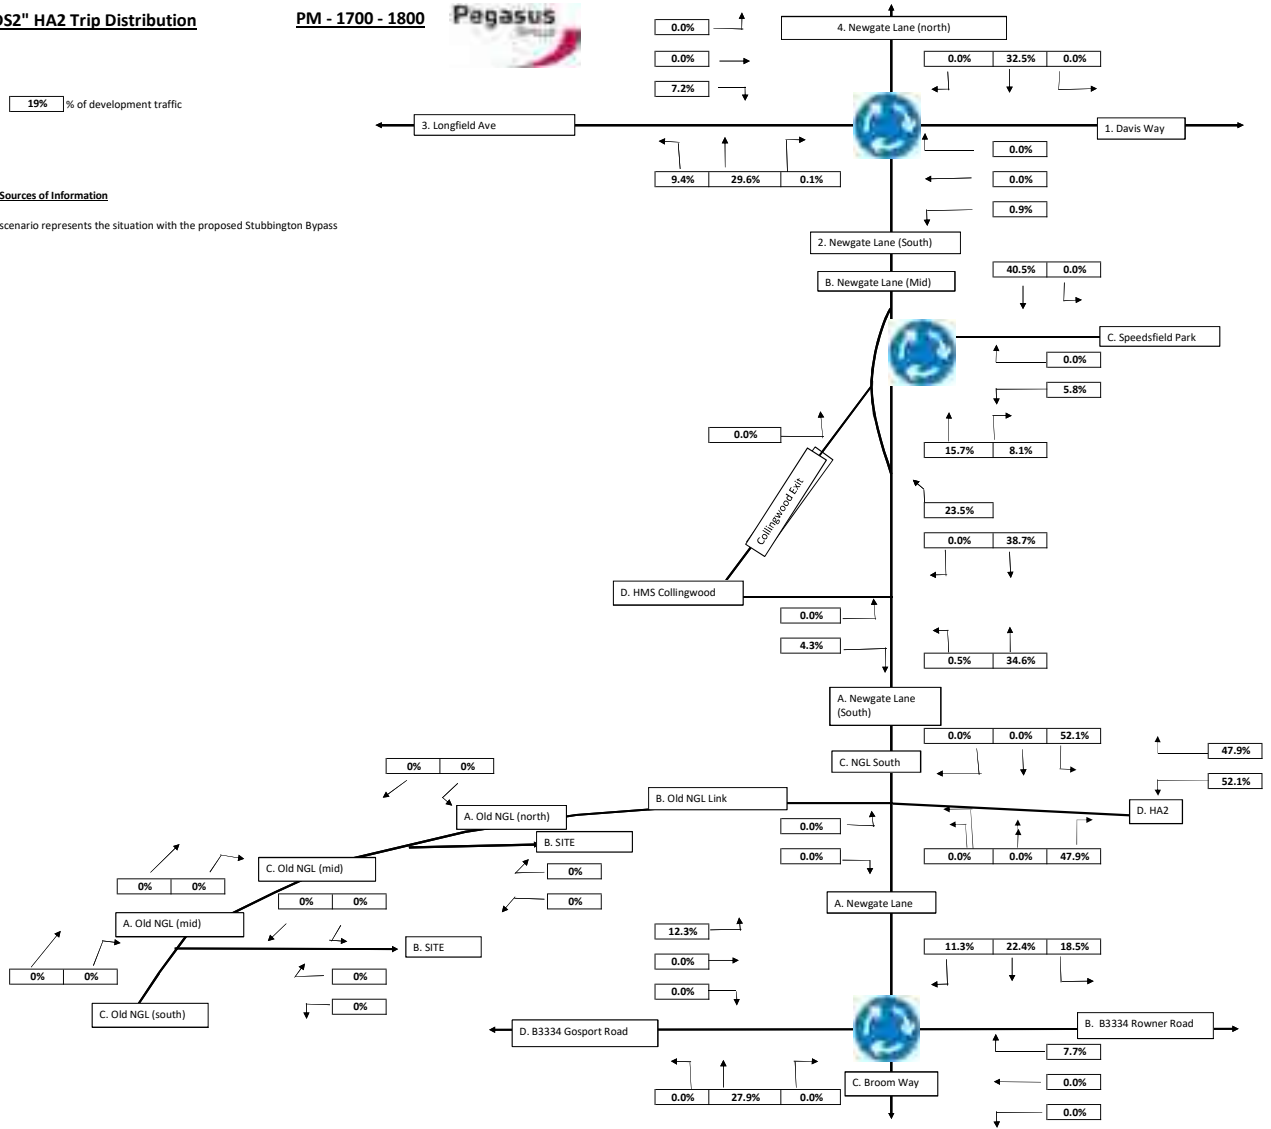 DS2" HA2 Trip Distribution
PM - 1700 - 1800
Pegasus
GROUP
19% % of development traffic
Sources of Information
scenario represents the situation with the proposed Stubbington Bypass
0.0%
0.0%
7.2%
4. Newgate Lane (north)
0.0% 32.5% 0.0%
3. Longfield Ave
1. Davis Way
9.4% 29.6% 0.1%
0.0%
0.0%
0.9%
2. Newgate Lane (South)
B. Newgate Lane (Mid)
40.5% 0.0%
C. Speedsfield Park
0.0%
5.8%
0.0%
15.7% 8.1%
Collingwood Exit
23.5%
0.0% 38.7%
D. HMS Collingwood
0.0%
4.3%
0.5% 34.6%
A. Newgate Lane
(South)
0.0% 0.0% 52.1%
47.9%
52.1%
C. NGL South
0% 0%
B. Old NGL Link
A. Old NGL (north)
D. HA2
0.0%
0.0%
0.0% 0.0% 47.9%
B. SITE
C. Old NGL (mid)
0%
0%
0% 0%
0% 0%
A. Newgate Lane
A. Old NGL (mid)
B. SITE
0% 0%
0%
0%
C. Old NGL (south)
12.3%
0.0%
0.0%
11.3% 22.4% 18.5%
D. B3334 Gosport Road
B. B3334 Rowner Road
7.7%
0.0%
0.0%
C. Broom Way
0.0% 27.9% 0.0%